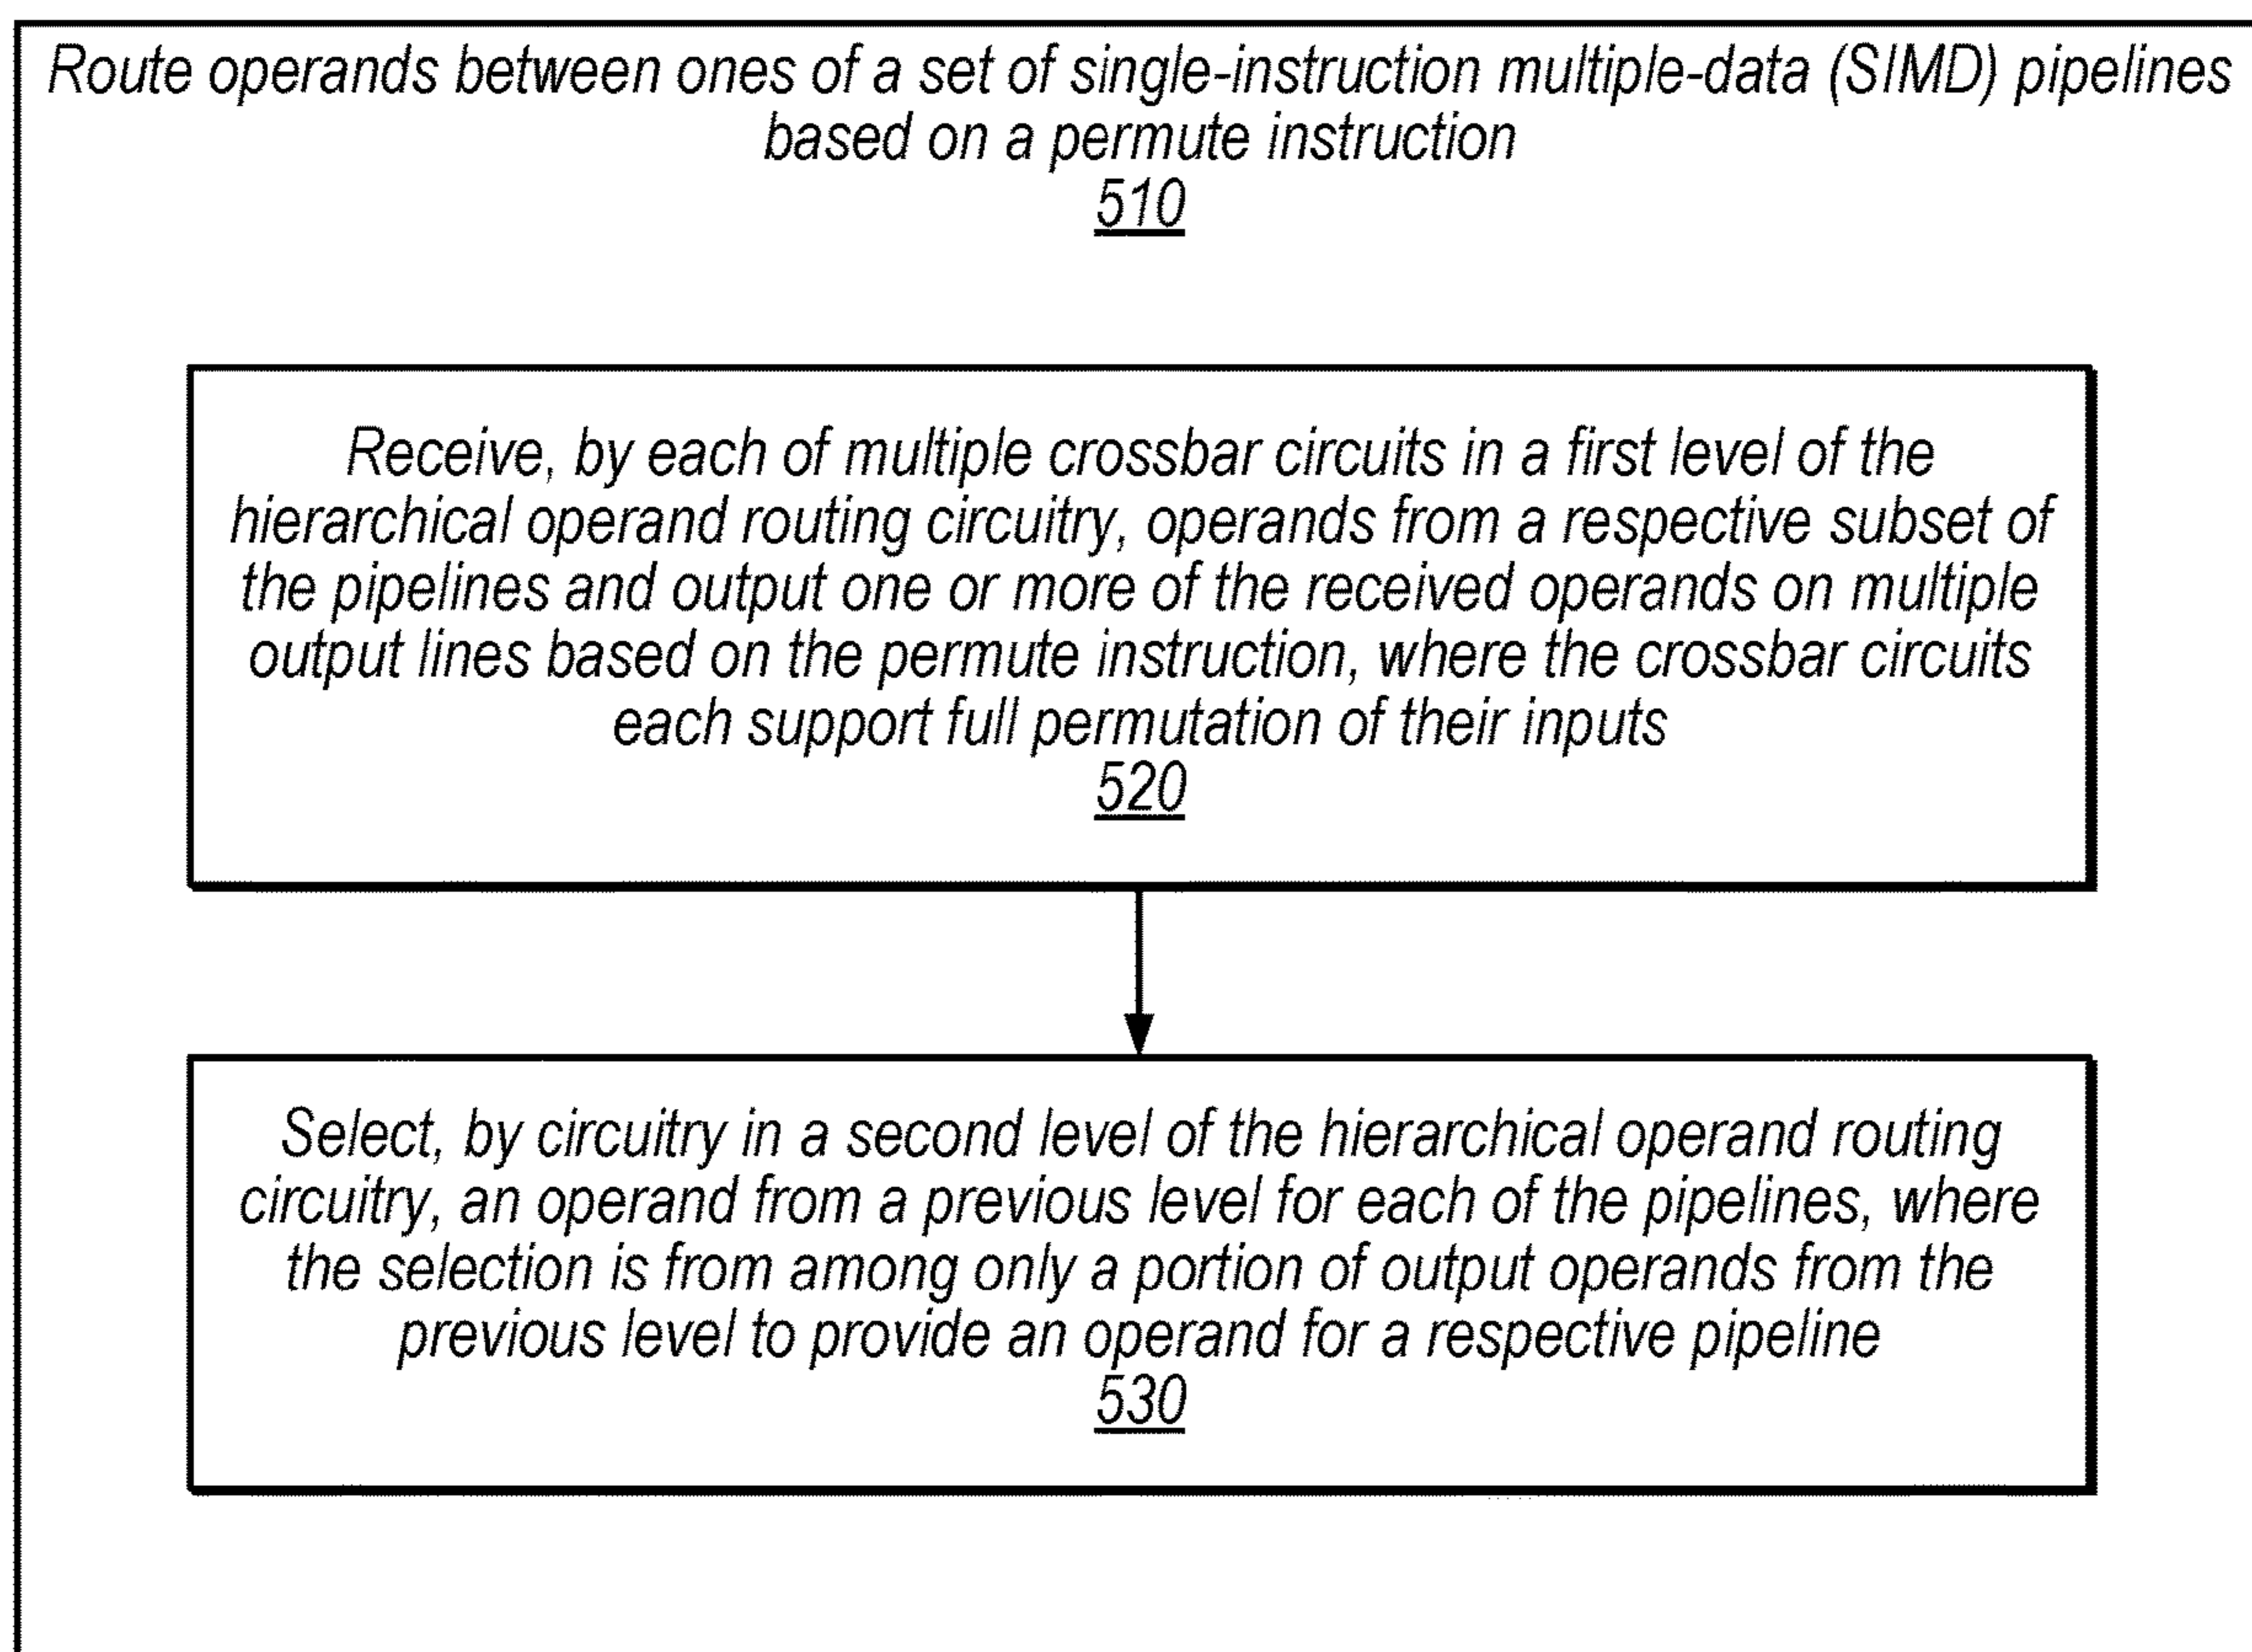 Route operands between ones of a set of single-instruction multiple-data (SIMD) pipelines
based on a permute instruction
510
Receive, by each of multiple crossbar circuits in a first level of the
hierarchical operand routing circuitry, operands from a respective subset of
the pipelines and output one or more of the received operands on multiple
output lines based on the permute instruction, where the crossbar circuits
each support full permutation of their inputs
520
Select, by circuitry in a second level of the hierarchical operand routing
circuitry, an operand from a previous level for each of the pipelines, where
the selection is from among only a portion of output operands from the
previous level to provide an operand for a respective pipeline
530